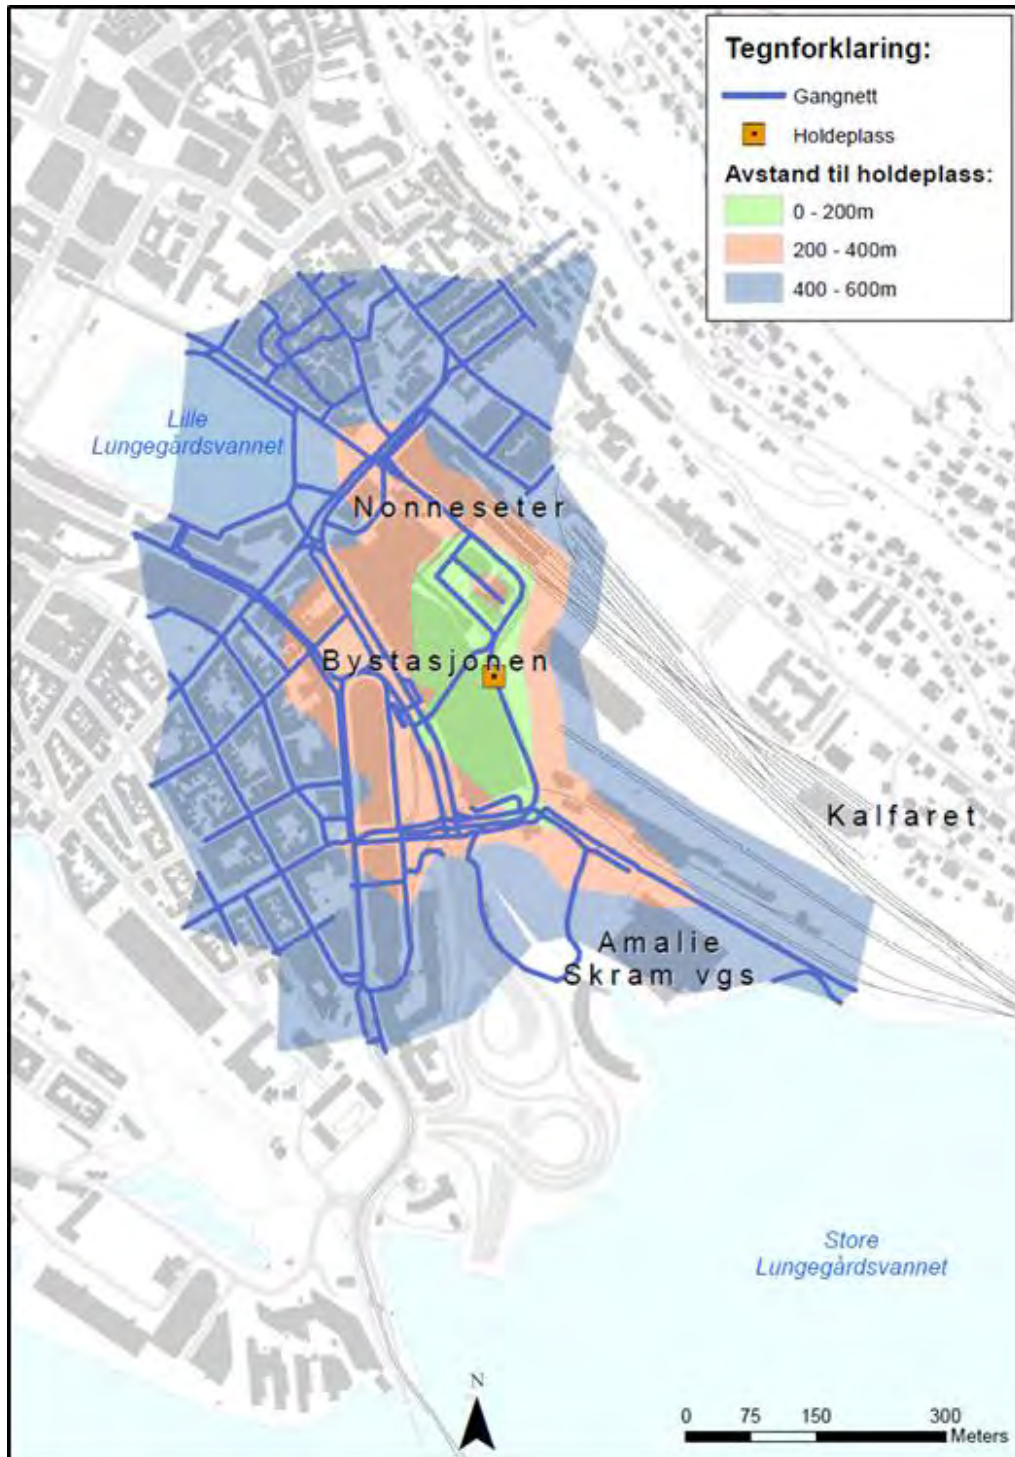 Tegnforklaring:
Gangnett
Holdeplass
Avstand til holdeplass:
0 - 200m
200 - 400m
400 - 600m
Lille
Lungegårdsvannet
Nonneseter
Bystasjonen
Kalfaret
Amalie
Skram vgs
Store
Lungegårdsvannet
N
0 75 150 300
Meters